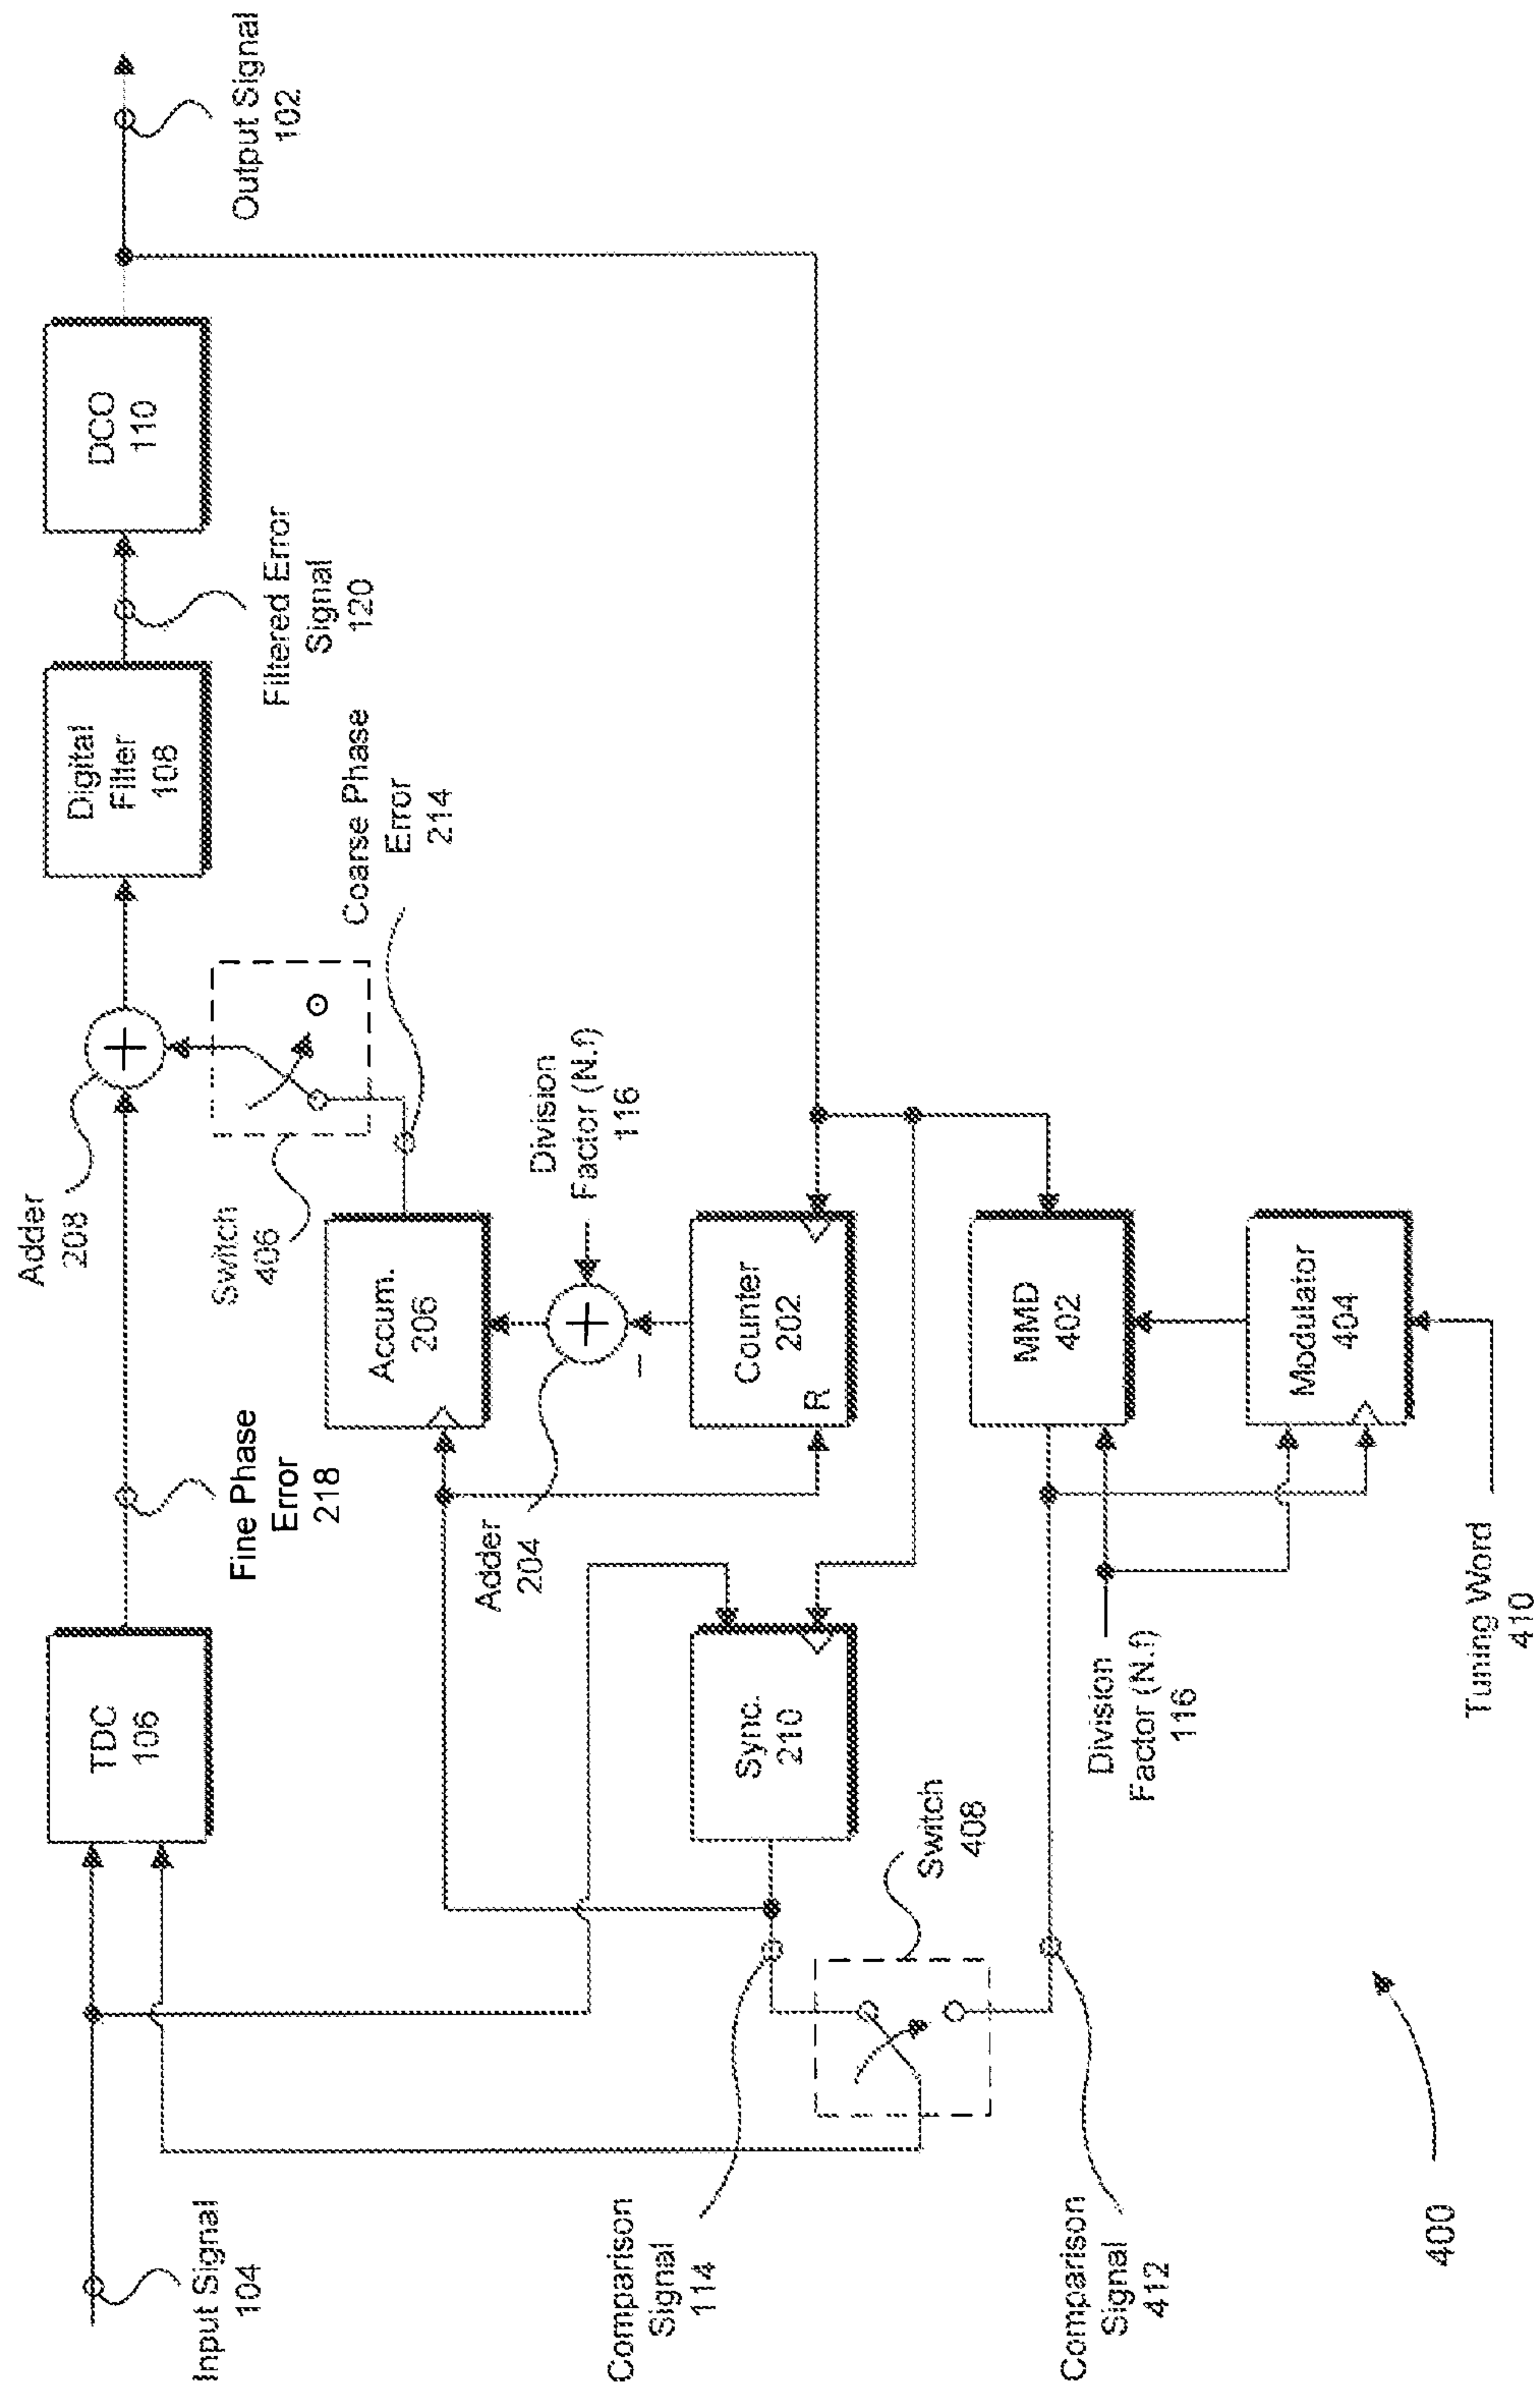 Input Signal
104
TDC
106
Fine Phase
Error
218
Adder
208
Digital
Filter
108
Filtered Error
Signal
120
DCO
110
Output Signal
102
Switch
406
Coarse Phase
Error
214
Accum.
206
Adder
204
+
+
−
Division
Factor (N.f)
116
Counter
202
R
Sync.
210
Comparison
Signal
114
Switch
408
MMD
402
Division
Factor (N.f)
116
Modulator
404
Tuning Word
410
Comparison
Signal
412
400